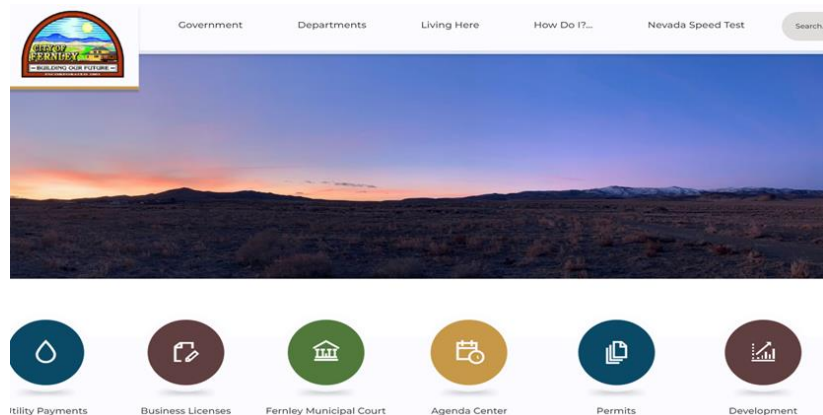 Government Departments Living Here How Do I?... Nevada Speed Test Search
CITY OF
FERNLEY
BUILDING OUR FUTURE
Utility Payments Business Licenses Fernley Municipal Court Agenda Center Permits Development